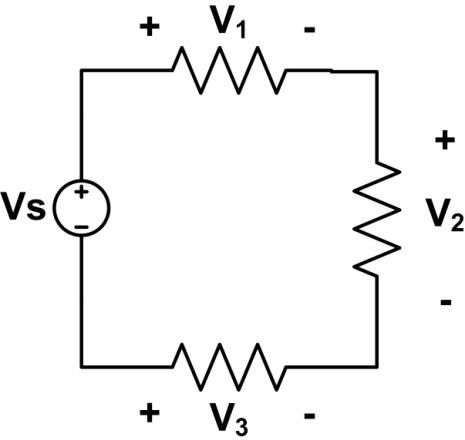 + V₁ -
+
Vs + -
V₂
-
+ V₃ -